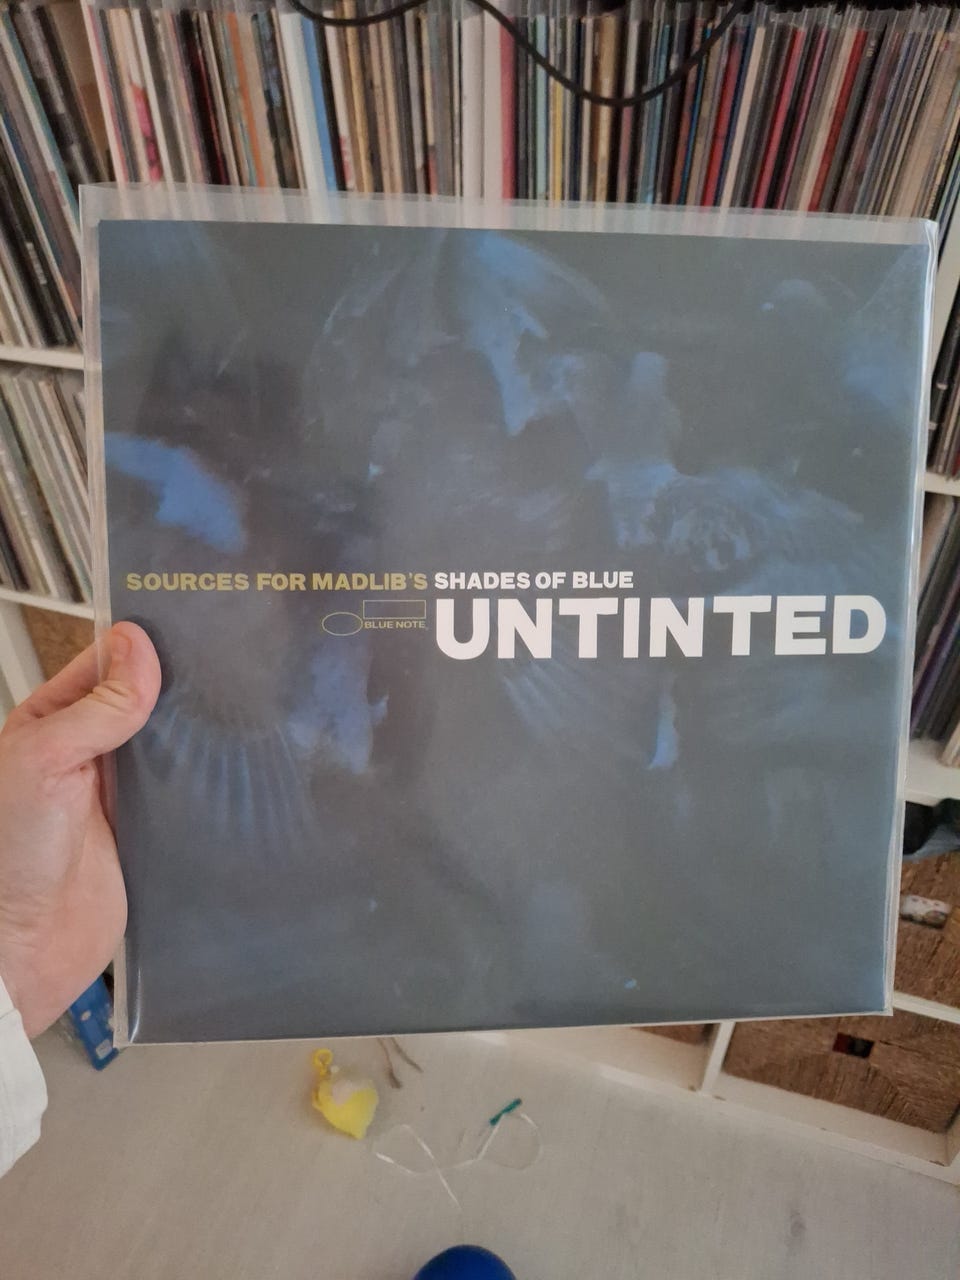 SOURCES FOR MADLIB'S SHADES OF BLUE
BLUE NOTE UNTINTED